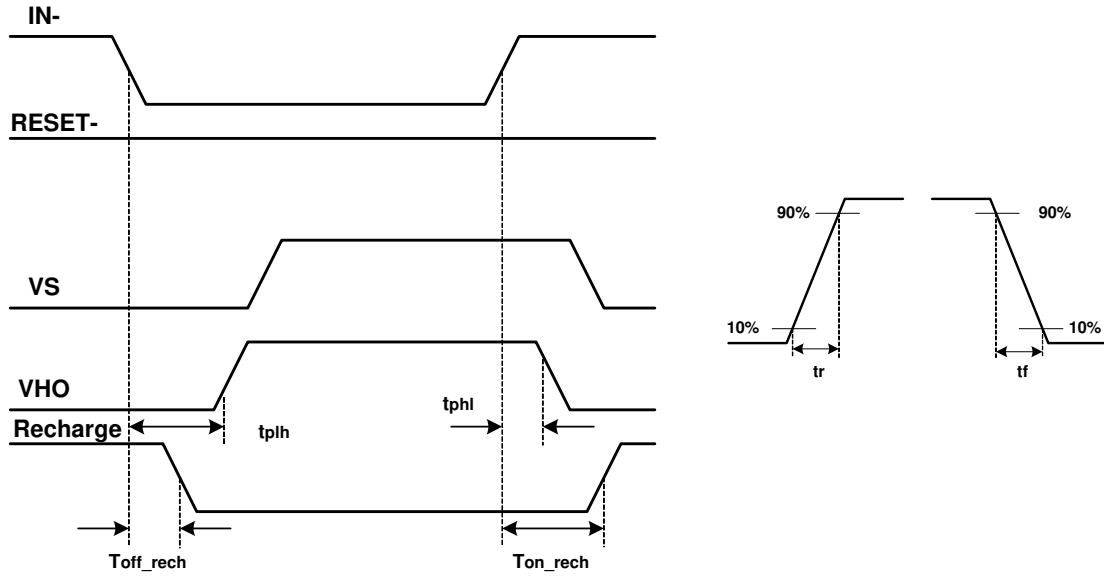 IN-
RESET-
VS
VHO
Recharge
tplh
tphl
Toff_rech
Ton_rech
90%
90%
10%
10%
tr
tf